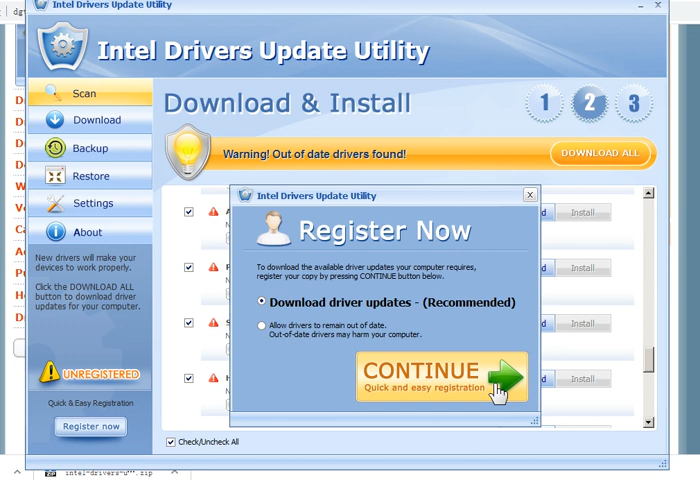 dgt
Intel Drivers Update Utility
Intel Drivers Update Utility
Scan
Download
Backup
Restore
Settings
About
New drivers will make your
devices to work properly.
Click the DOWNLOAD ALL
button to download driver
updates for your computer.
UNREGISTERED
Quick & Easy Registration
Register now
Download & Install
1
2
3
Warning! Out of date drivers found!
DOWNLOAD ALL
Install
Install
Install
Install
Intel Drivers Update Utility
Register Now
To download the available driver updates your computer requires,
register your copy by pressing CONTINUE button below.
Download driver updates - (Recommended)
Allow drivers to remain out of date.
Out-of-date drivers may harm your computer.
CONTINUE
Quick and easy registration
Check/Uncheck All